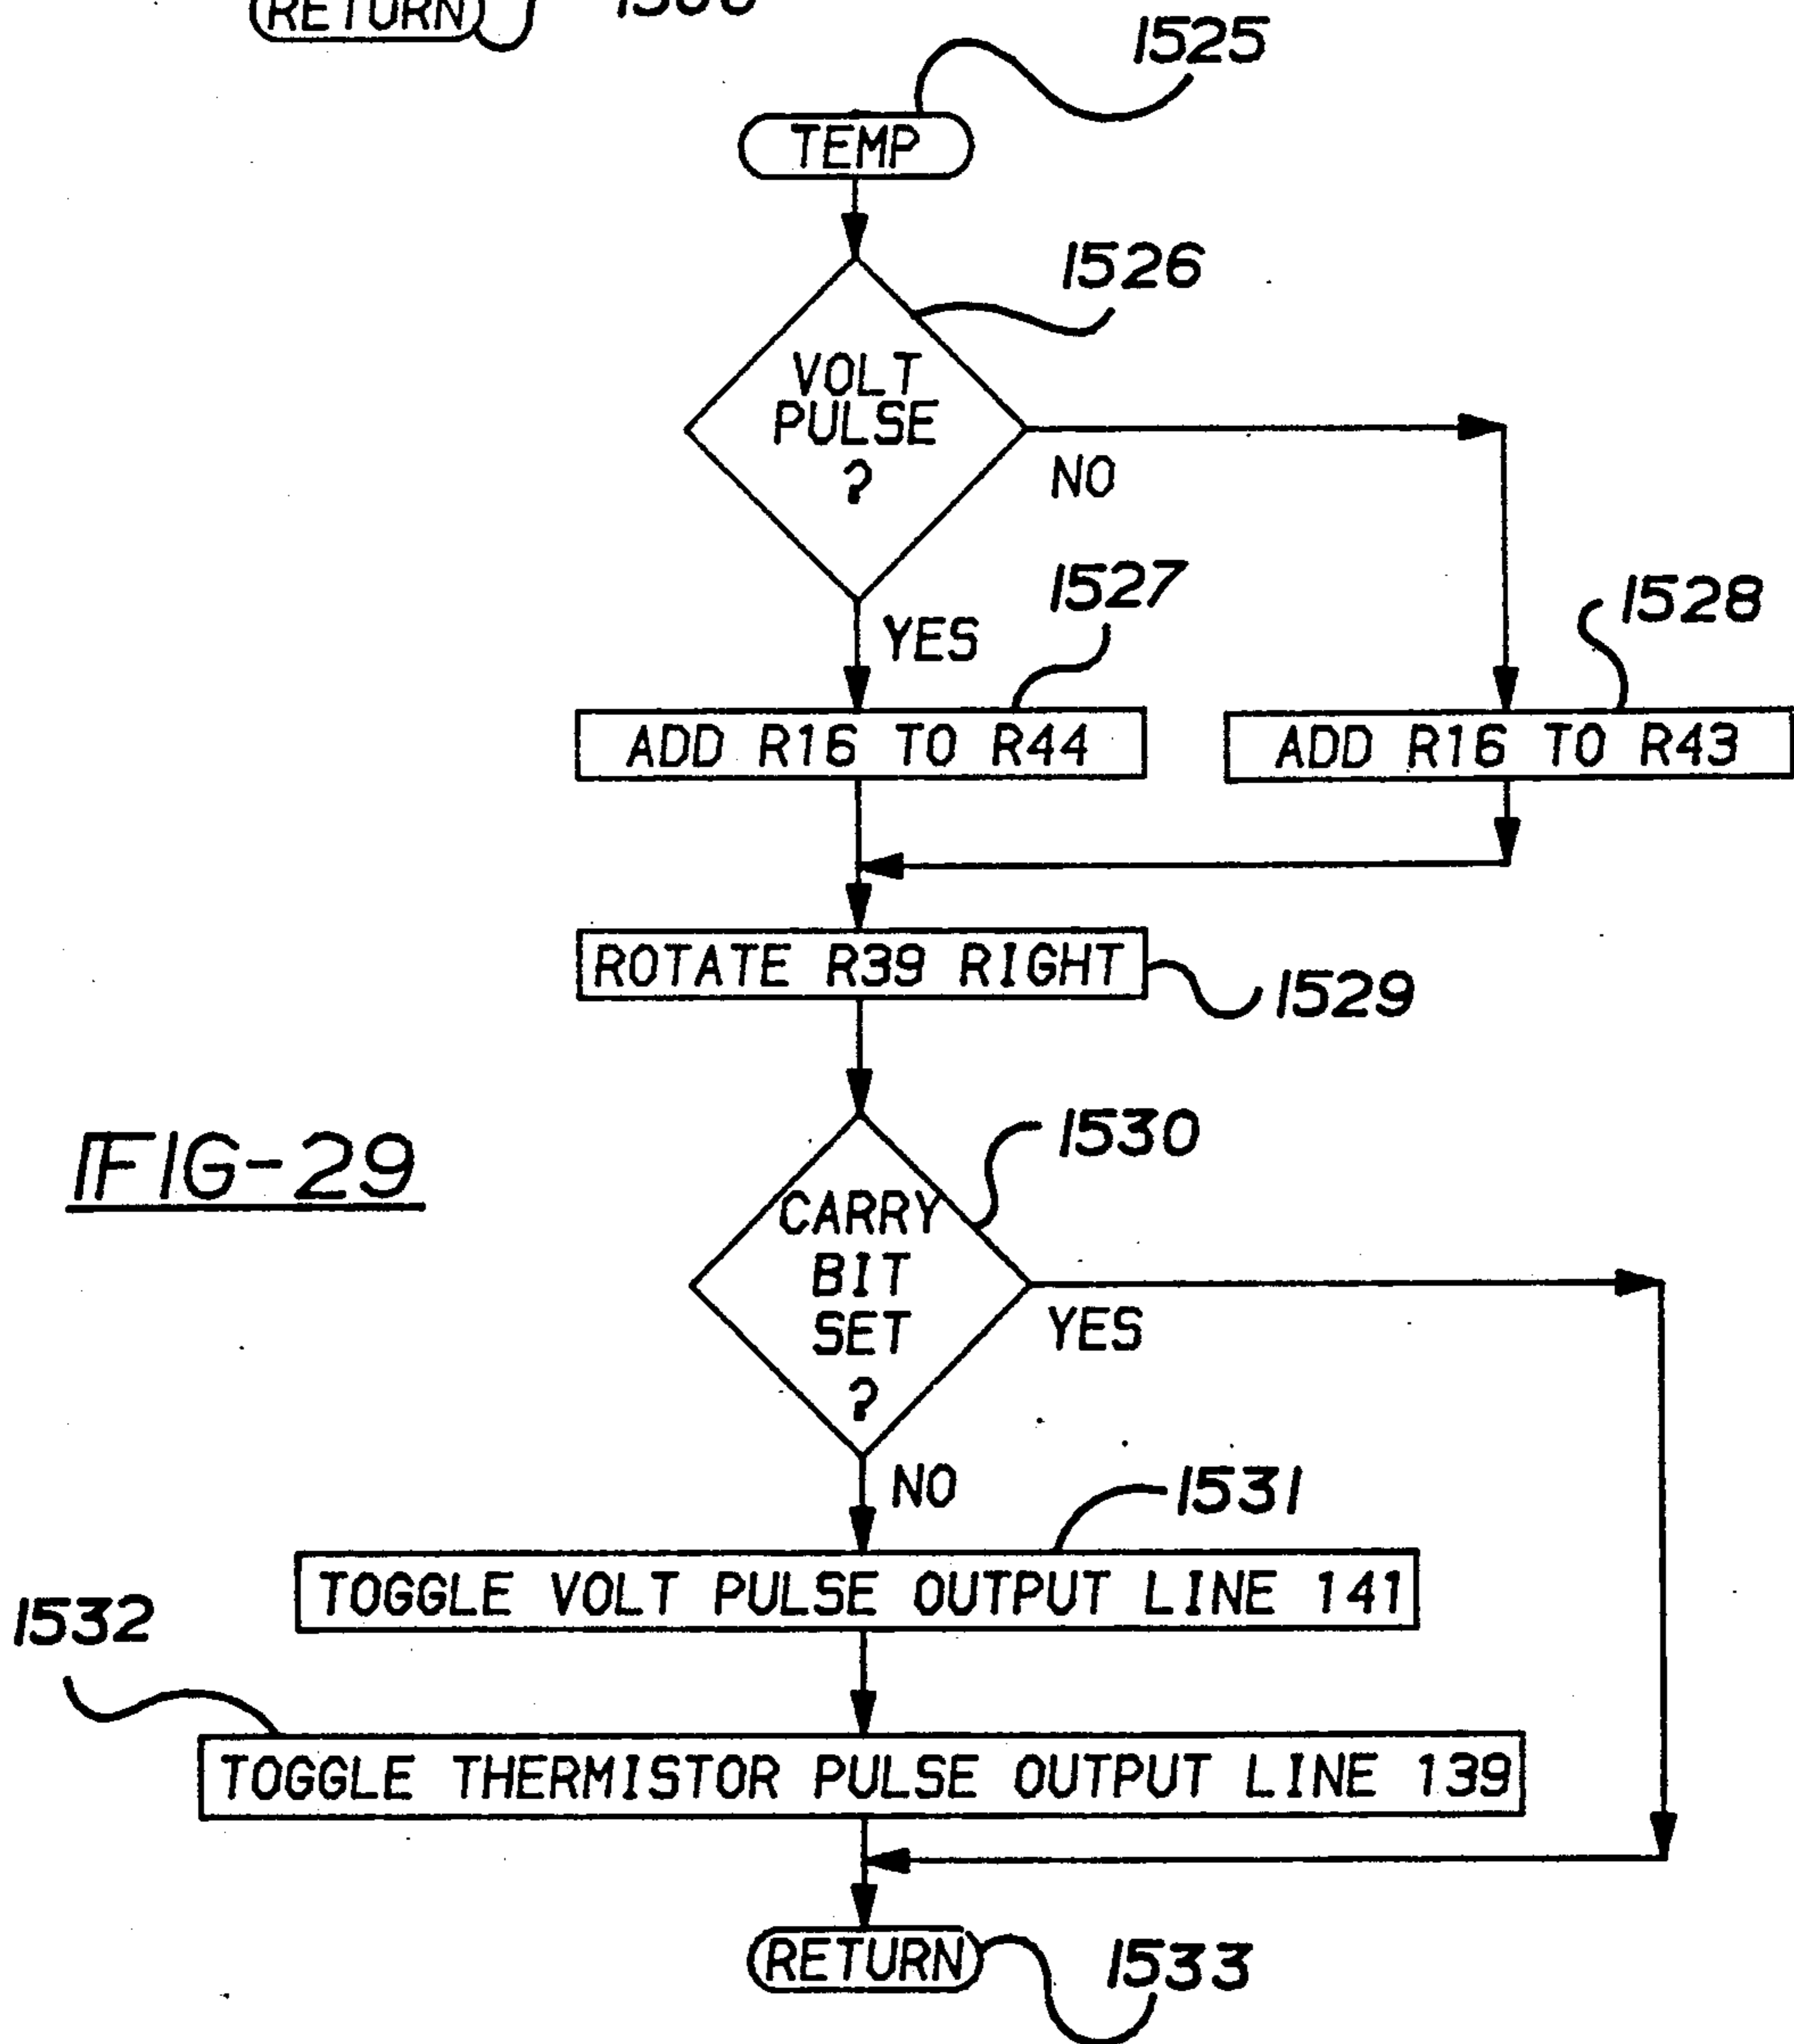 RETURN
1525
TEMP
1526
VOLT
PULSE
?
NO
YES
1527
1528
ADD R16 TO R44
ADD R16 TO R43
ROTATE R39 RIGHT
1529
FIG-29
1530
CARRY
BIT
SET
?
YES
NO
1531
TOGGLE VOLT PULSE OUTPUT LINE 141
1532
TOGGLE THERMISTOR PULSE OUTPUT LINE 139
RETURN
1533